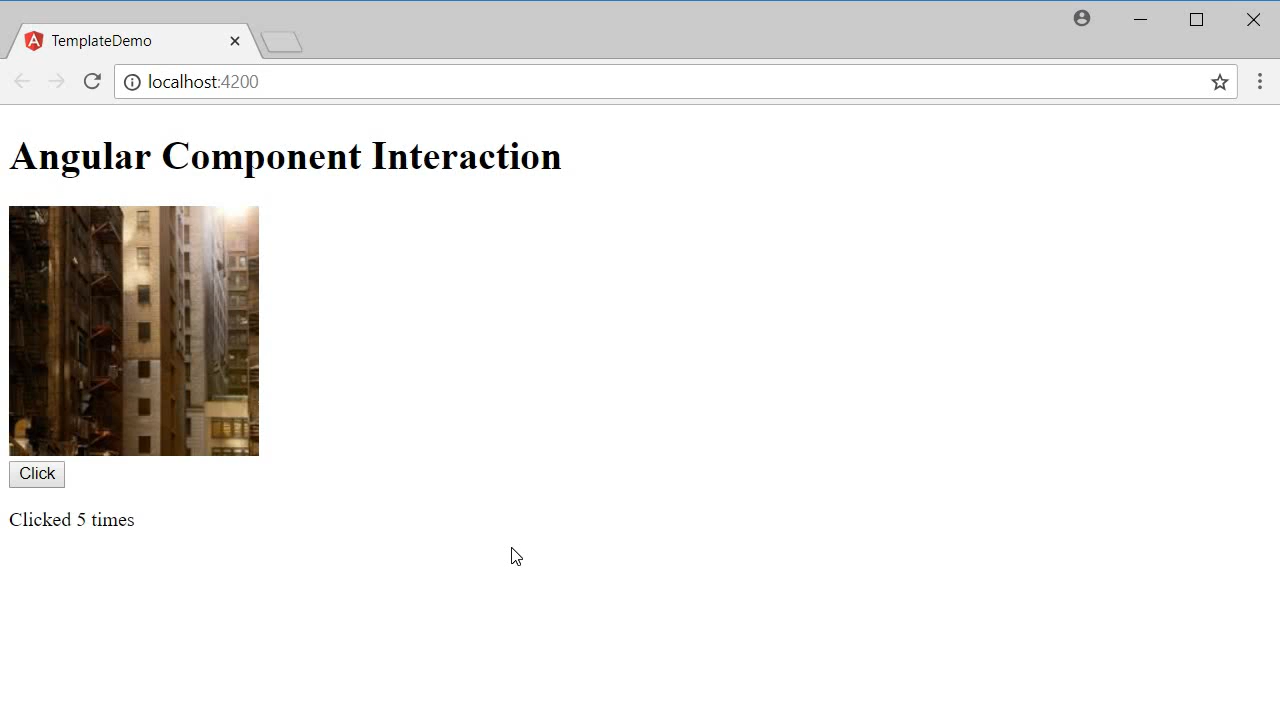 TemplateDemo
localhost:4200
Angular Component Interaction
Click
Clicked 5 times